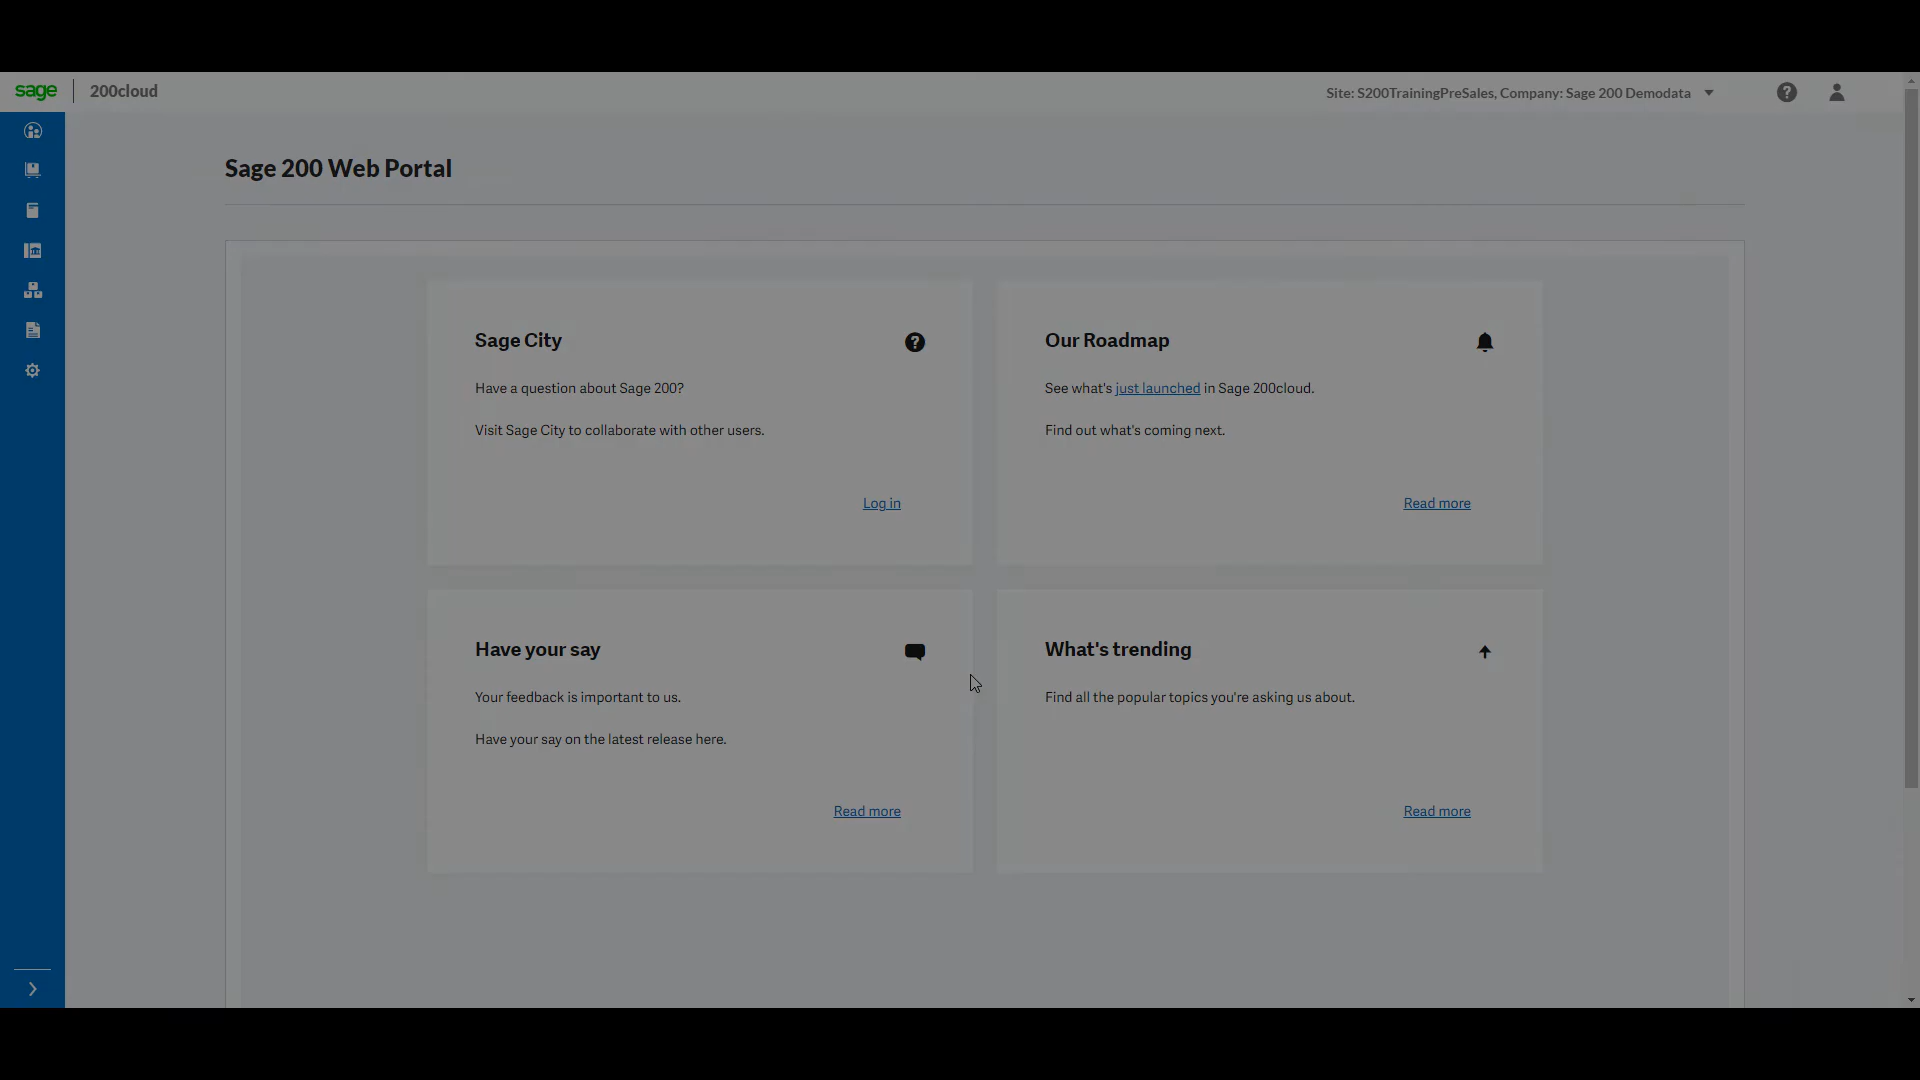 sage
200cloud
Site: S200TrainingPreSales, Company: Sage 200 Demodata
Sage 200 Web Portal
Sage City
Have a question about Sage 200?
Visit Sage City to collaborate with other users.
Log in
Our Roadmap
See what's just launched in Sage 200cloud.
Find out what's coming next.
Read more
Have your say
Your feedback is important to us.
Have your say on the latest release here.
Read more
What's trending
Find all the popular topics you're asking us about.
Read more